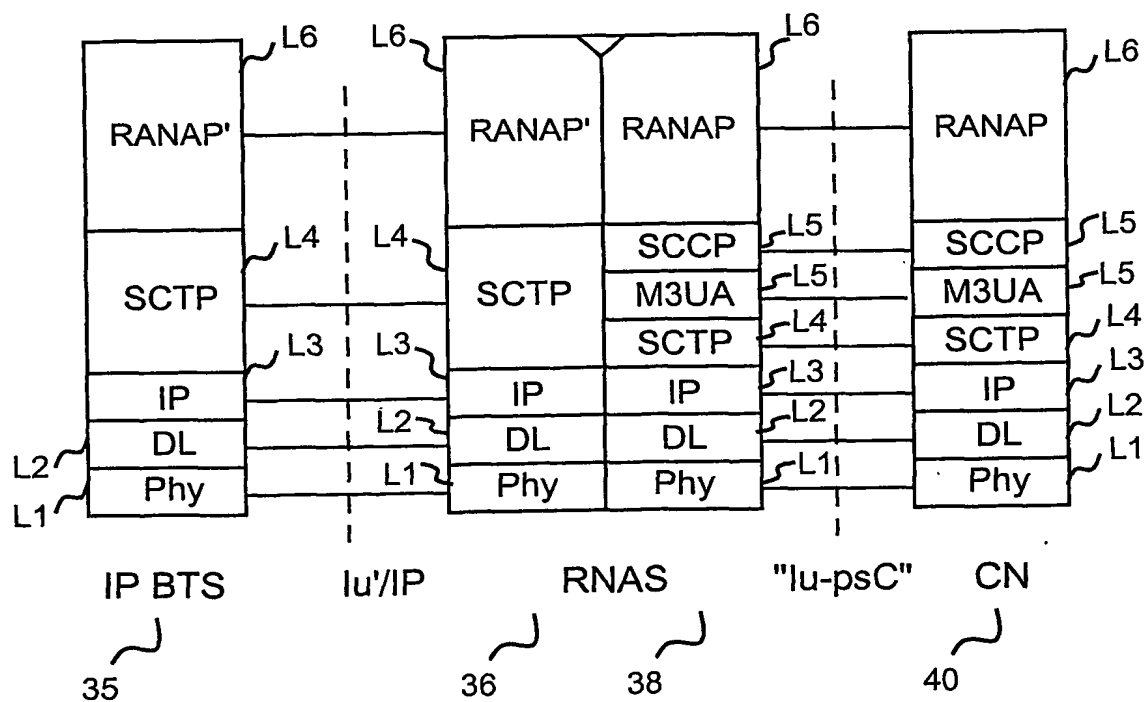 L6 L6 L6 L6
RANAP' RANAP' RANAP RANAP
L4 L4 SCCP L5 SCCP L5
SCTP SCTP M3UA L5 M3UA L5
L3 L3 SCTP L4 SCTP L4
IP IP IP L3 IP L3
L2 DL L2 DL DL L2 DL L2
L1 Phy L1 Phy Phy L1 Phy L1
IP BTS Iu'/IP RNAS "Iu-psC" CN
35 36 38 40